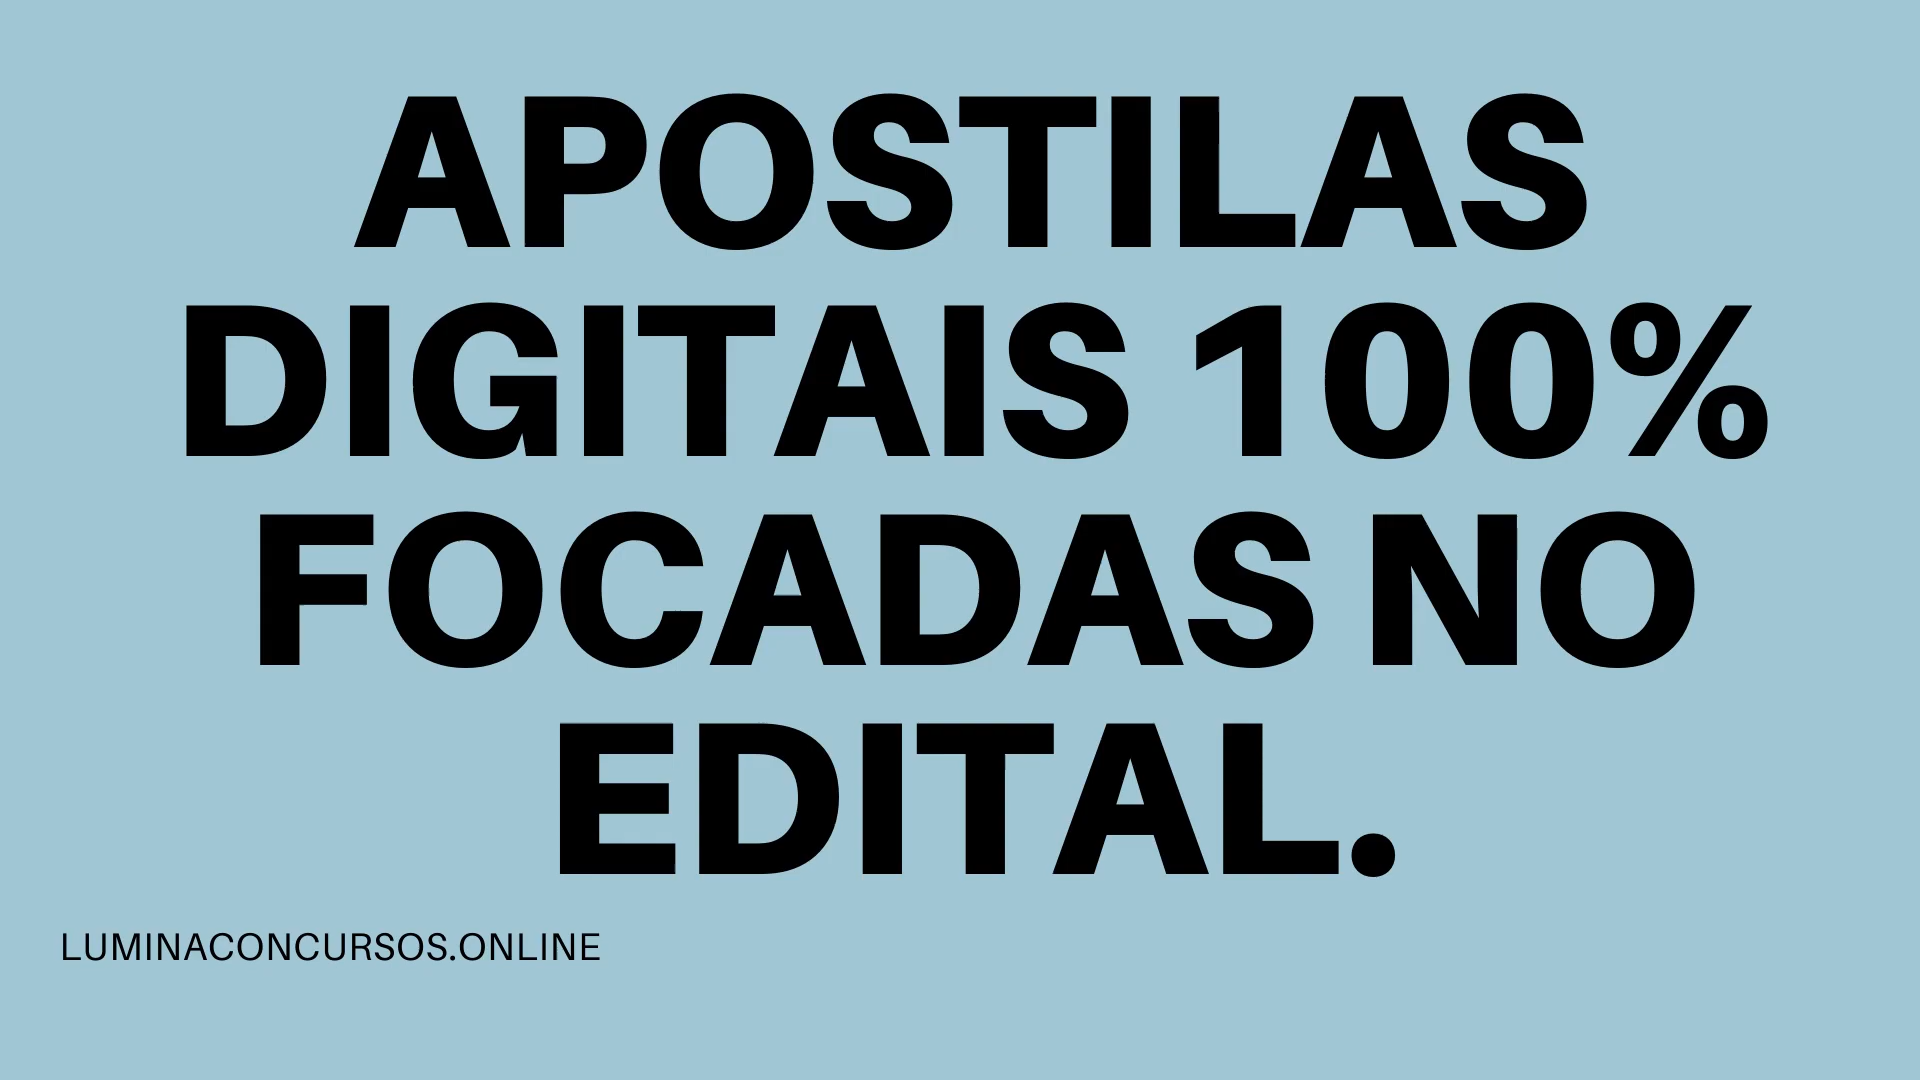 APOSTILAS
DIGITAIS 100%
FOCADAS NO
EDITAL.
LUMINACONCURSOS.ONLINE